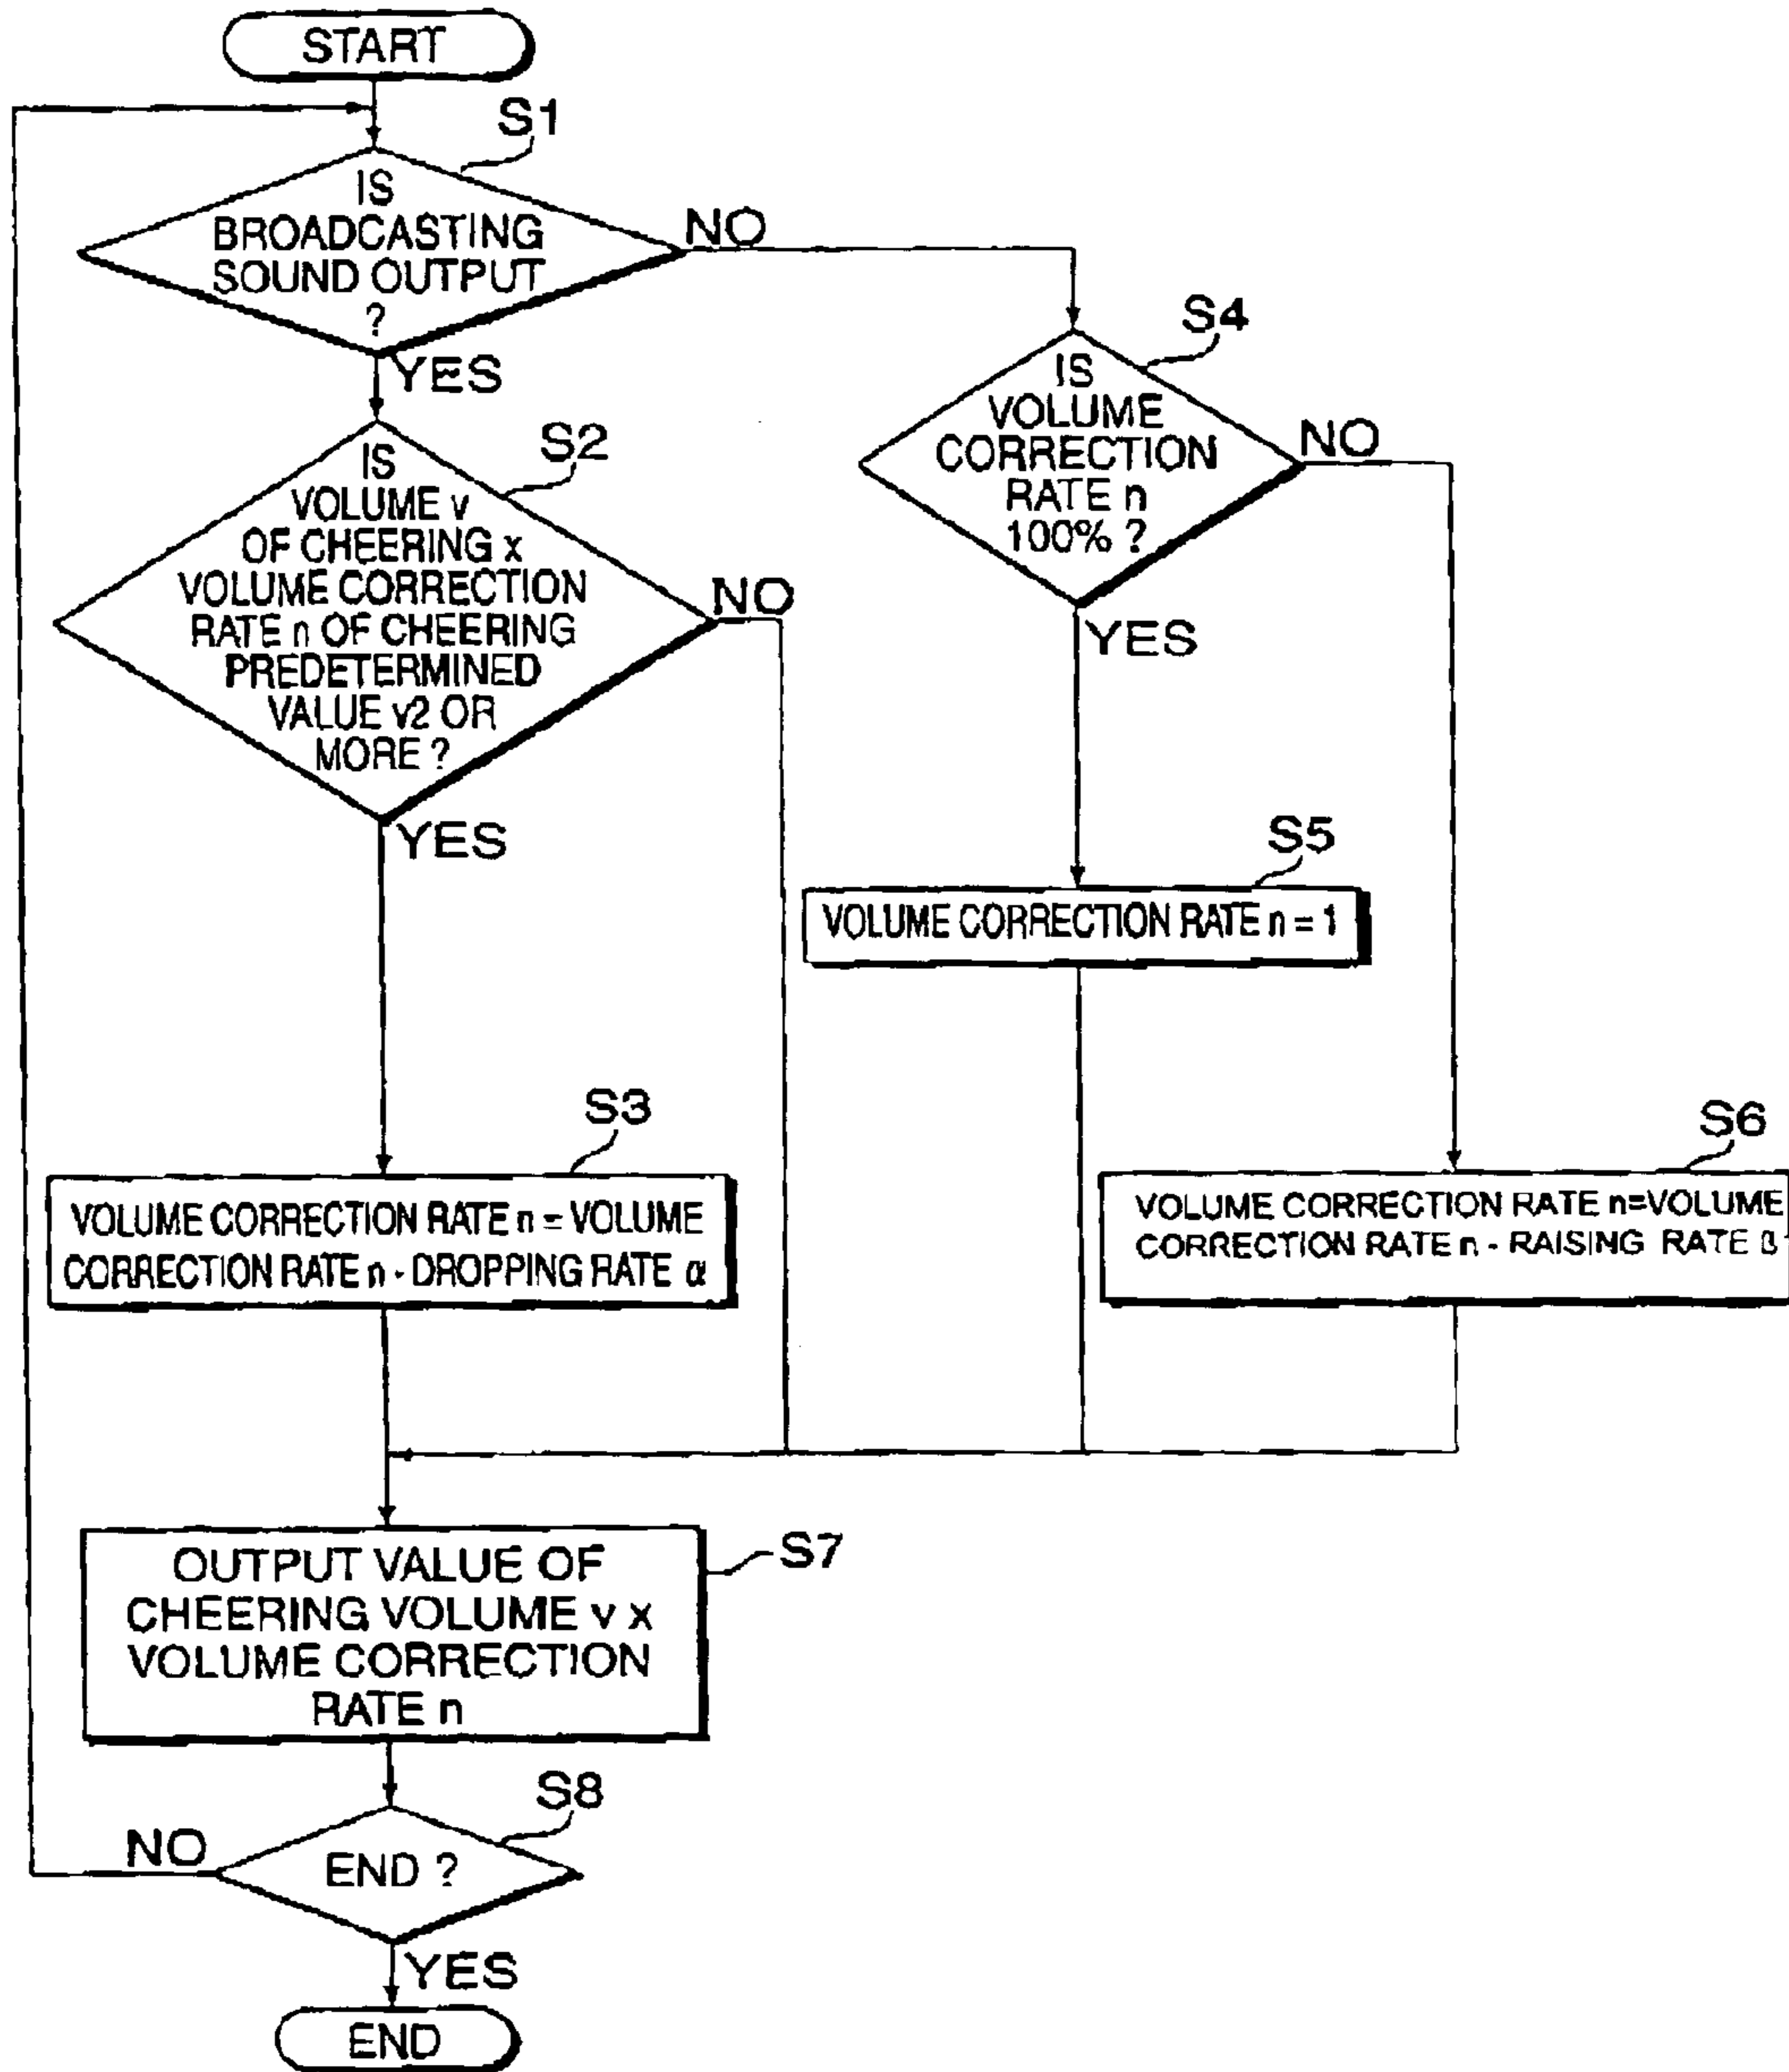 START
S1
IS
BROADCASTING
SOUND OUTPUT
?
NO
YES
S4
IS
VOLUME
CORRECTION
RATE n
100% ?
NO
YES
S2
IS
VOLUME v
OF CHEERING x
VOLUME CORRECTION
RATE n OF CHEERING
PREDETERMINED
VALUE v2 OR
MORE ?
NO
YES
S5
VOLUME CORRECTION RATE n = 1
S3
VOLUME CORRECTION RATE n = VOLUME
CORRECTION RATE n - DROPPING RATE α
S6
VOLUME CORRECTION RATE n=VOLUME
CORRECTION RATE n - RAISING RATE β
S7
OUTPUT VALUE OF
CHEERING VOLUME v x
VOLUME CORRECTION
RATE n
S8
END ?
NO
YES
END